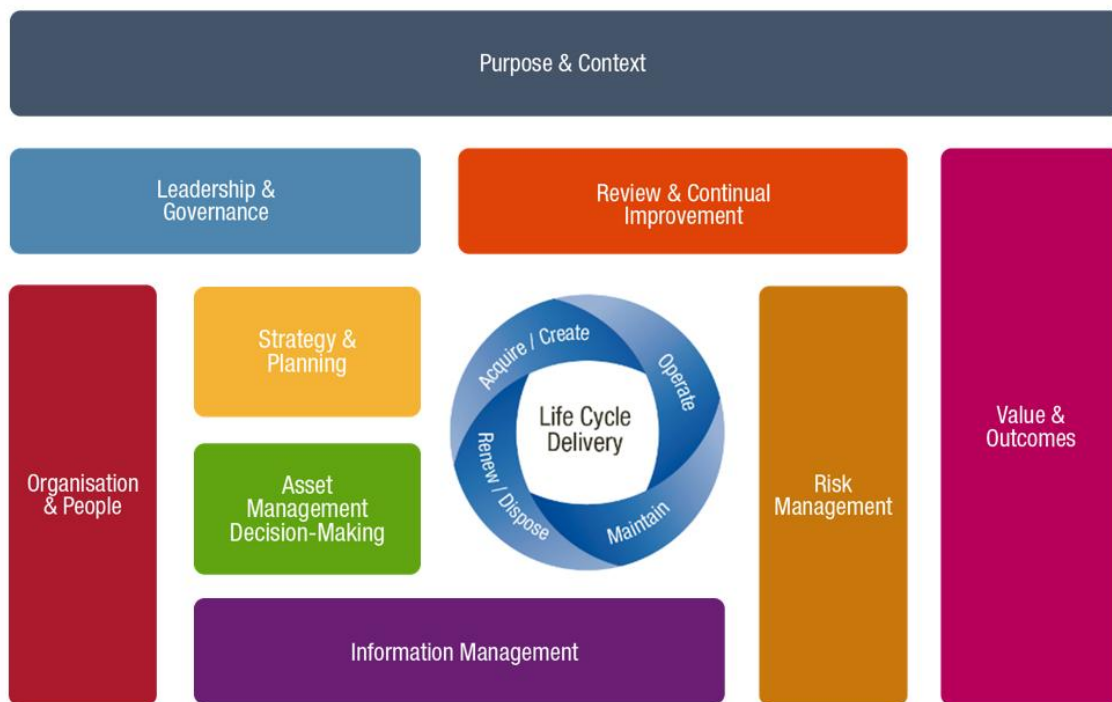 Purpose & Context
Leadership &
Governance
Review & Continual
Improvement
Organisation
& People
Strategy &
Planning
Asset
Management
Decision-Making
Acquire / Create
Operate
Maintain
Renew / Dispose
Life Cycle
Delivery
Risk
Management
Value &
Outcomes
Information Management